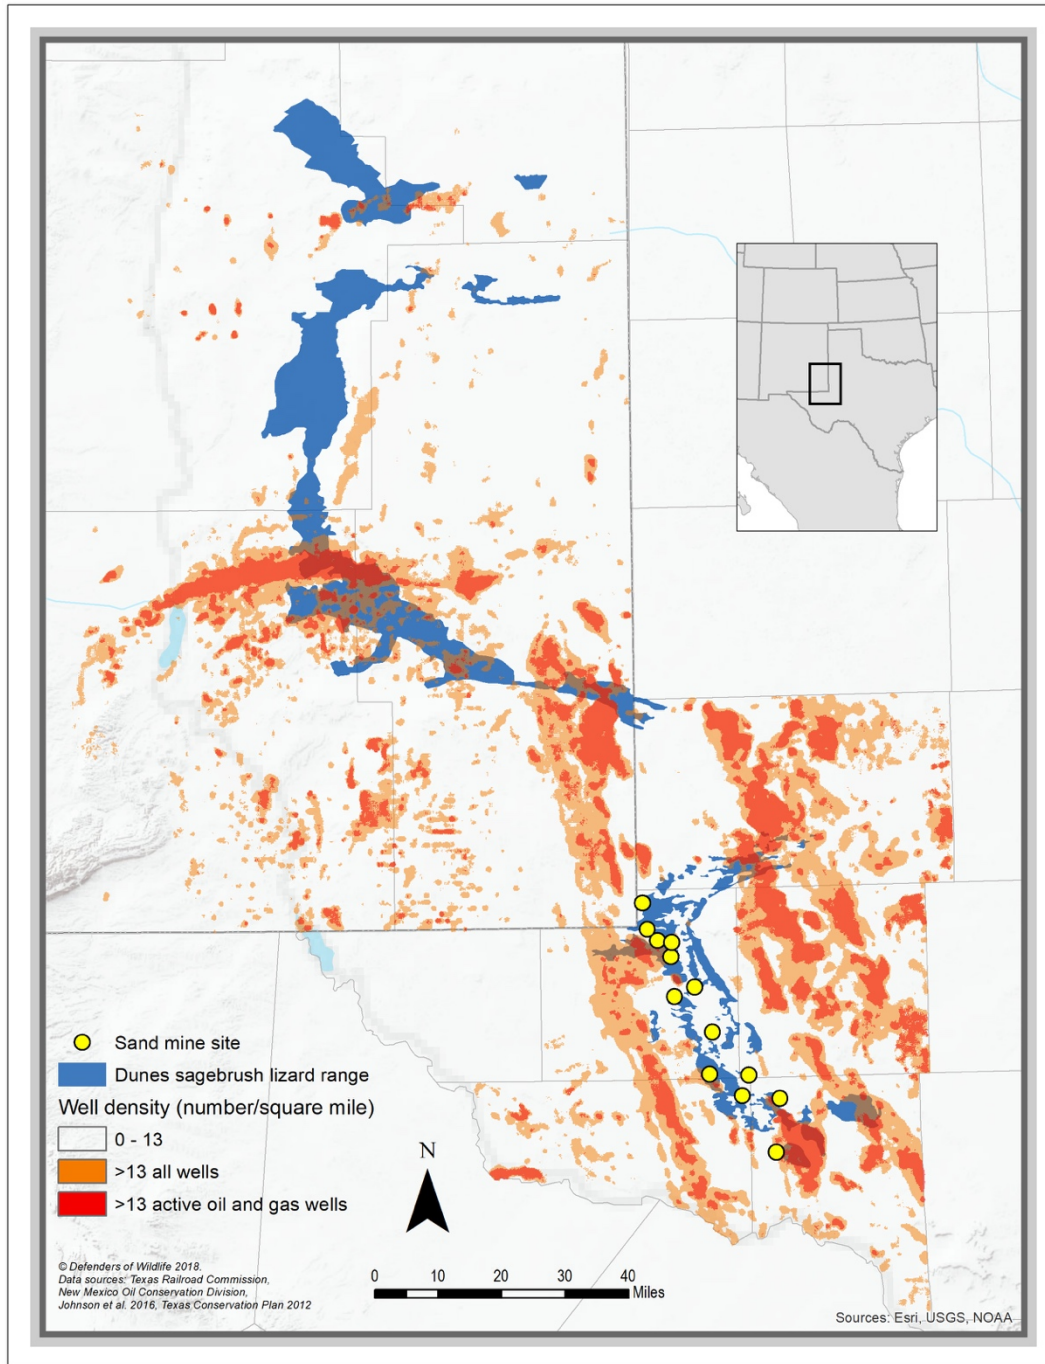 Sand mine site
Dunes sagebrush lizard range
Well density (number/square mile)
0 - 13
>13 all wells
>13 active oil and gas wells
N
© Defenders of Wildlife 2018.
Data sources: Texas Railroad Commission,
New Mexico Oil Conservation Division,
Johnson et al. 2016, Texas Conservation Plan 2012
0 10 20 30 40
Miles
Sources: Esri, USGS, NOAA